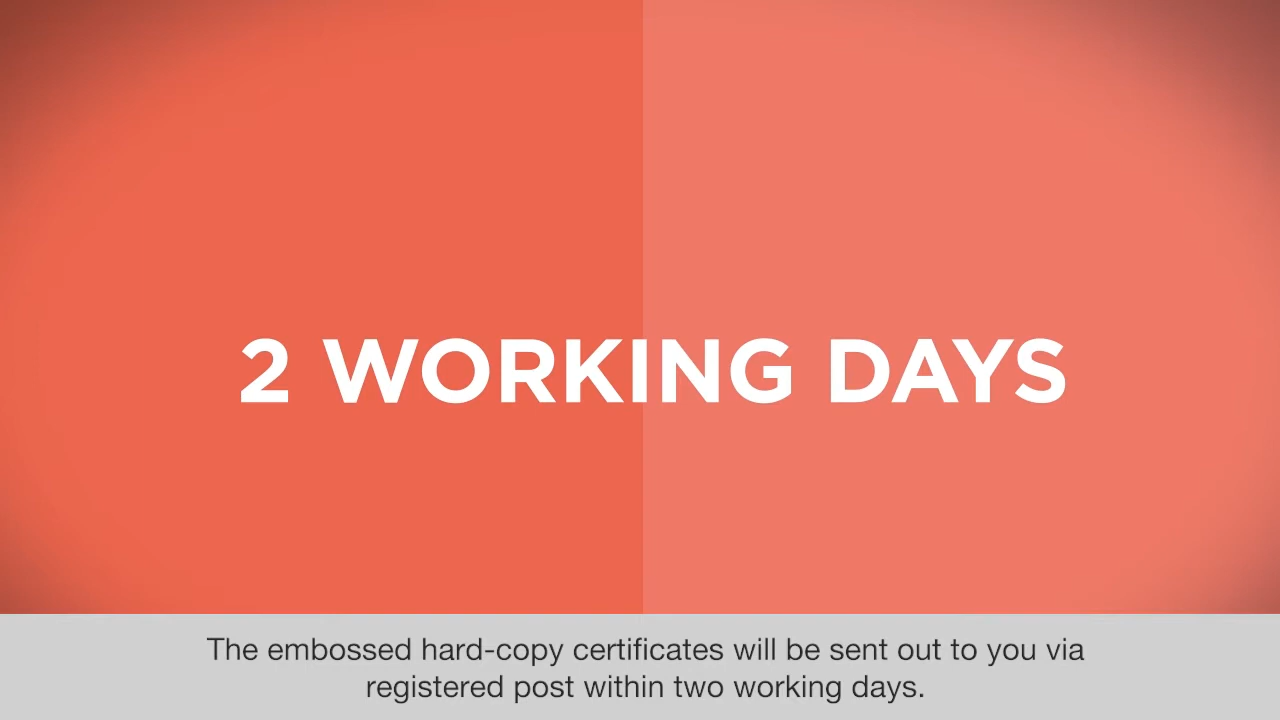 2 WORKING DAYS
The embossed hard-copy certificates will be sent out to you via
registered post within two working days.